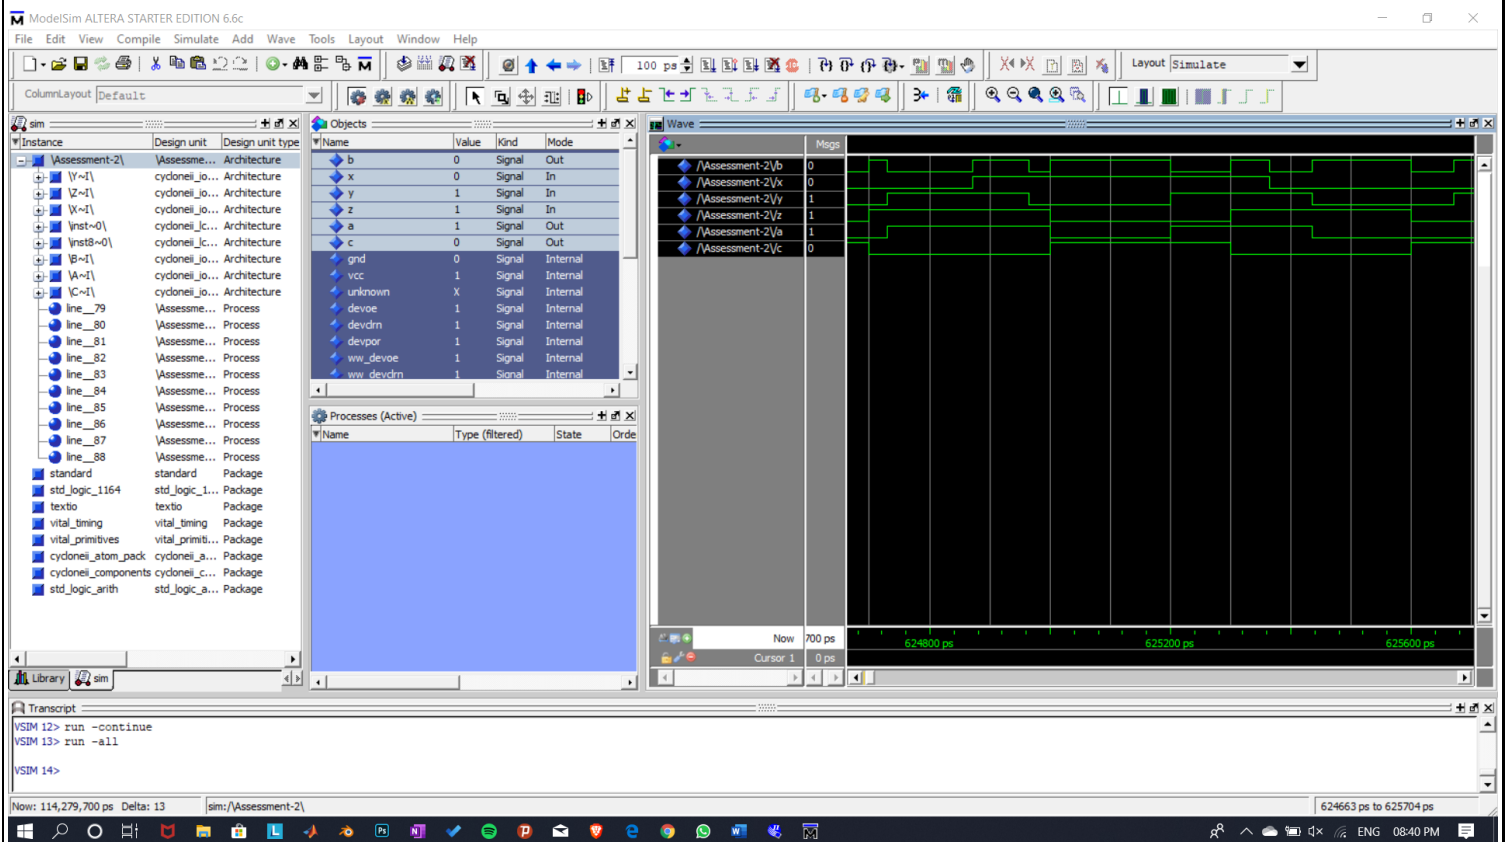 ModelSim ALTERA STARTER EDITION 6.6c
File Edit View Compile Simulate Add Wave Tools Layout Window Help
100 ps
Layout Simulate
ColumnLayout Default
sim
Instance Design unit Design unit type
\Assessment-2\ \Assessme... Architecture
\Y~I\ cycloneii_io... Architecture
\Z~I\ cycloneii_io... Architecture
\X~I\ cycloneii_io... Architecture
\inst~0\ cycloneii_lc... Architecture
\inst8~0\ cycloneii_lc... Architecture
\B~I\ cycloneii_io... Architecture
\A~I\ cycloneii_io... Architecture
\C~I\ cycloneii_io... Architecture
line__79 \Assessme... Process
line__80 \Assessme... Process
line__81 \Assessme... Process
line__82 \Assessme... Process
line__83 \Assessme... Process
line__84 \Assessme... Process
line__85 \Assessme... Process
line__86 \Assessme... Process
line__87 \Assessme... Process
line__88 \Assessme... Process
standard standard Package
std_logic_1164 std_logic_1... Package
textio textio Package
vital_timing vital_timing Package
vital_primitives vital_primiti... Package
cycloneii_atom_pack cycloneii_a... Package
cycloneii_components cycloneii_c... Package
std_logic_arith std_logic_a... Package
Library sim
Objects
Name Value Kind Mode
b 0 Signal Out
x 0 Signal In
y 1 Signal In
z 1 Signal In
a 1 Signal Out
c 0 Signal Out
gnd 0 Signal Internal
vcc 1 Signal Internal
unknown X Signal Internal
devoe 1 Signal Internal
devclrn 1 Signal Internal
devpor 1 Signal Internal
ww_devoe 1 Signal Internal
ww_devclrn 1 Signal Internal
Processes (Active)
Name Type (filtered) State Orde
Wave
Msgs
/\Assessment-2\/b 0
/\Assessment-2\/x 0
/\Assessment-2\/y 1
/\Assessment-2\/z 1
/\Assessment-2\/a 1
/\Assessment-2\/c 0
Now 700 ps
Cursor 1 0 ps
624800 ps 625200 ps 625600 ps
Transcript
VSIM 12> run -continue
VSIM 13> run -all
VSIM 14>
Now: 114,279,700 ps Delta: 13 sim:/\Assessment-2\ 624663 ps to 625704 ps
ENG 08:40 PM